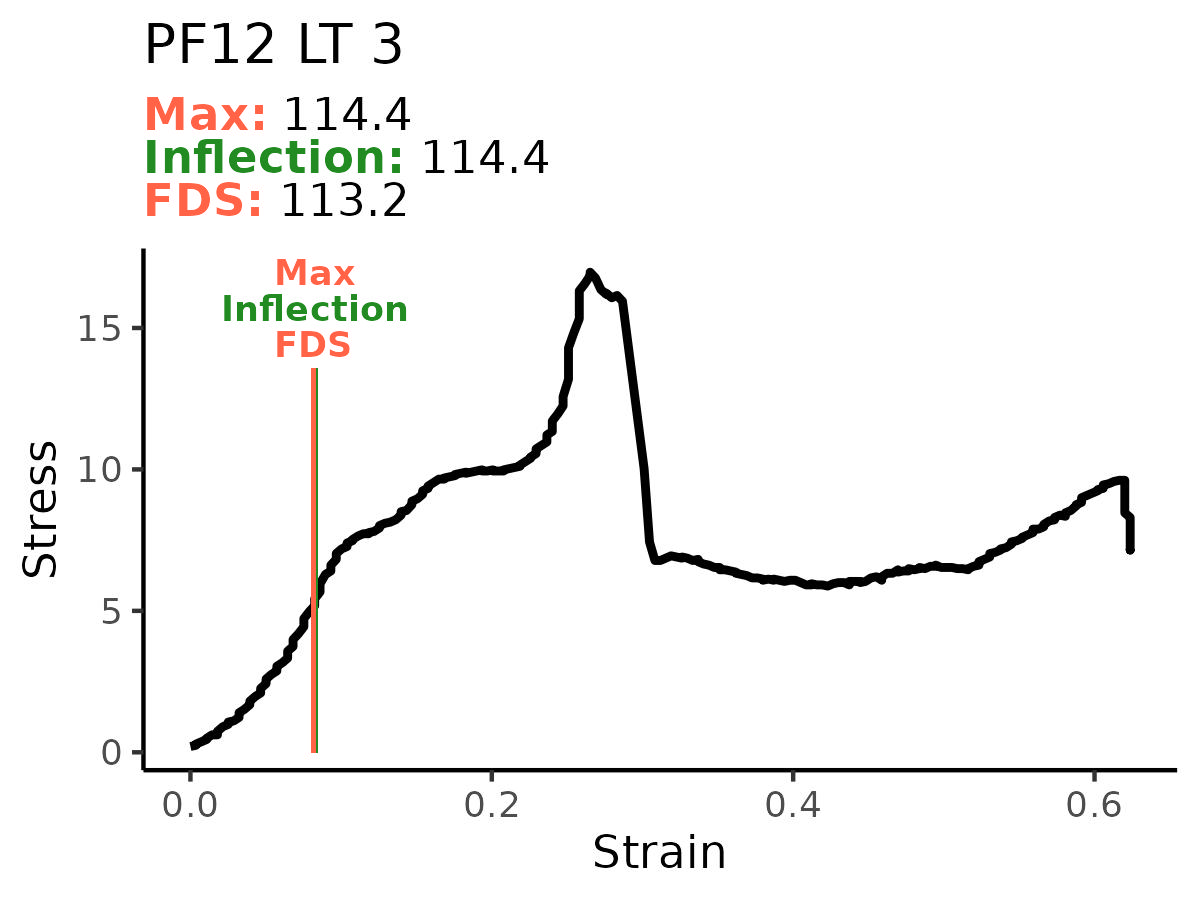 PF12 LT 3
Max: 114.4
Inflection: 114.4
FDS: 113.2
Max
Inflection
FDS
15
10
5
0
Stress
0.0 0.2 0.4 0.6
Strain